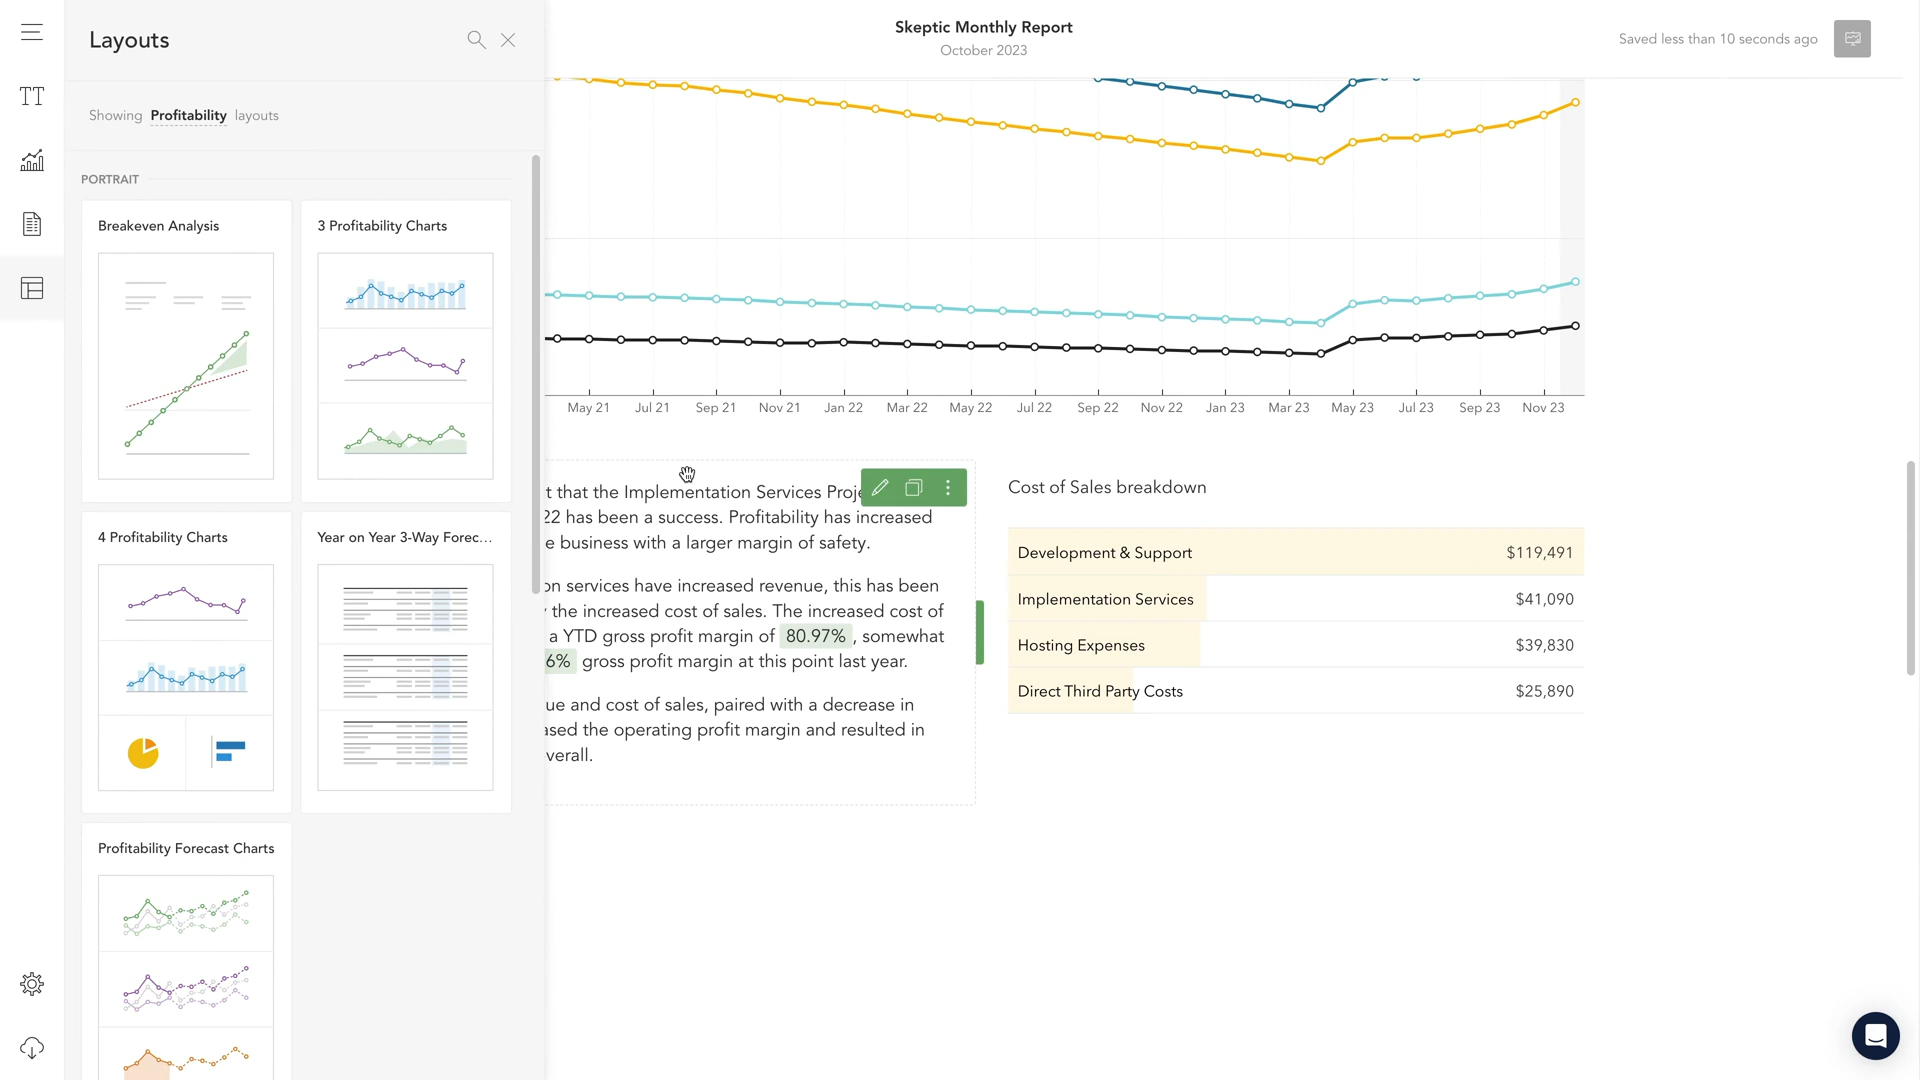 Layouts
Showing Profitability layouts
PORTRAIT
Breakeven Analysis
3 Profitability Charts
4 Profitability Charts
Year on Year 3-Way Forec...
Profitability Forecast Charts
TT
Skeptic Monthly Report
October 2023
Saved less than 10 seconds ago
May 21 Jul 21 Sep 21 Nov 21 Jan 22 Mar 22 May 22 Jul 22 Sep 22 Nov 22 Jan 23 Mar 23 May 23 Jul 23 Sep 23 Nov 23
t that the Implementation Services Proje
22 has been a success. Profitability has increased
e business with a larger margin of safety.
on services have increased revenue, this has been
the increased cost of sales. The increased cost of
a YTD gross profit margin of 80.97% , somewhat
6% gross profit margin at this point last year.
ue and cost of sales, paired with a decrease in
ased the operating profit margin and resulted in
verall.
Cost of Sales breakdown
Development & Support $119,491
Implementation Services $41,090
Hosting Expenses $39,830
Direct Third Party Costs $25,890